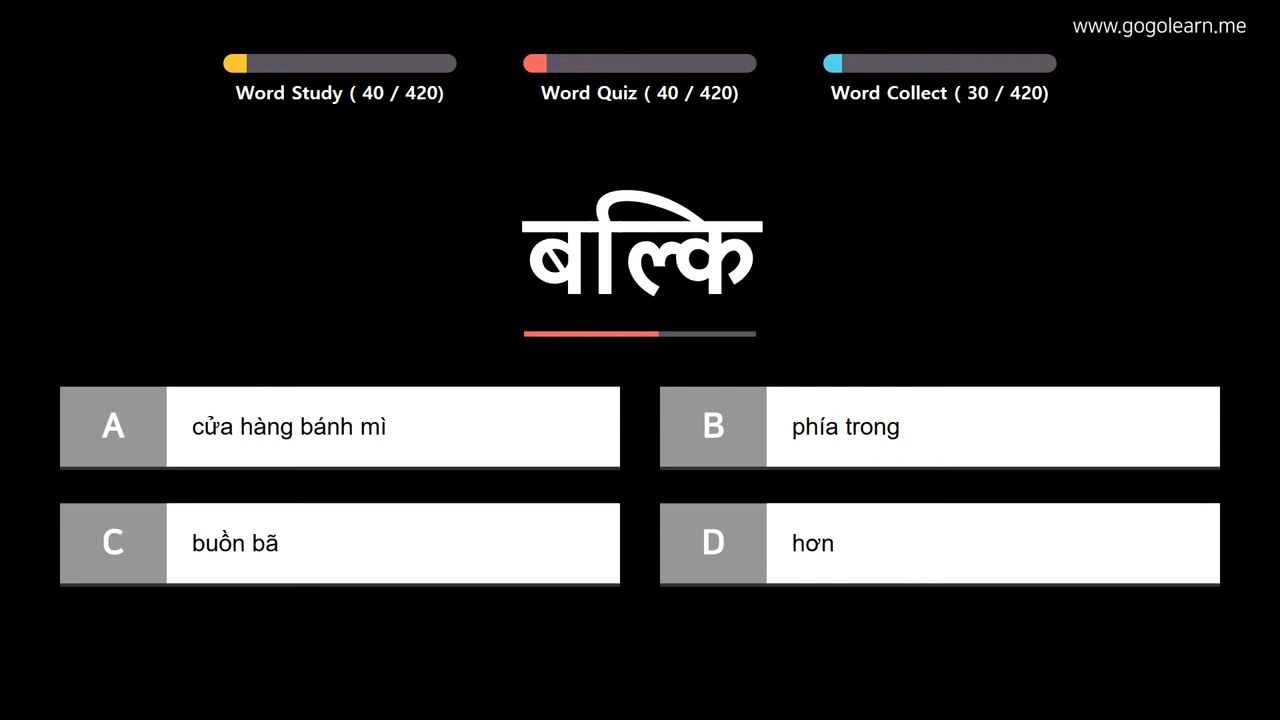 www.gogolearn.me
Word Study ( 40 / 420)
Word Quiz ( 40 / 420)
Word Collect ( 30 / 420)
बल्कि
A cửa hàng bánh mì
B phía trong
C buồn bã
D hơn